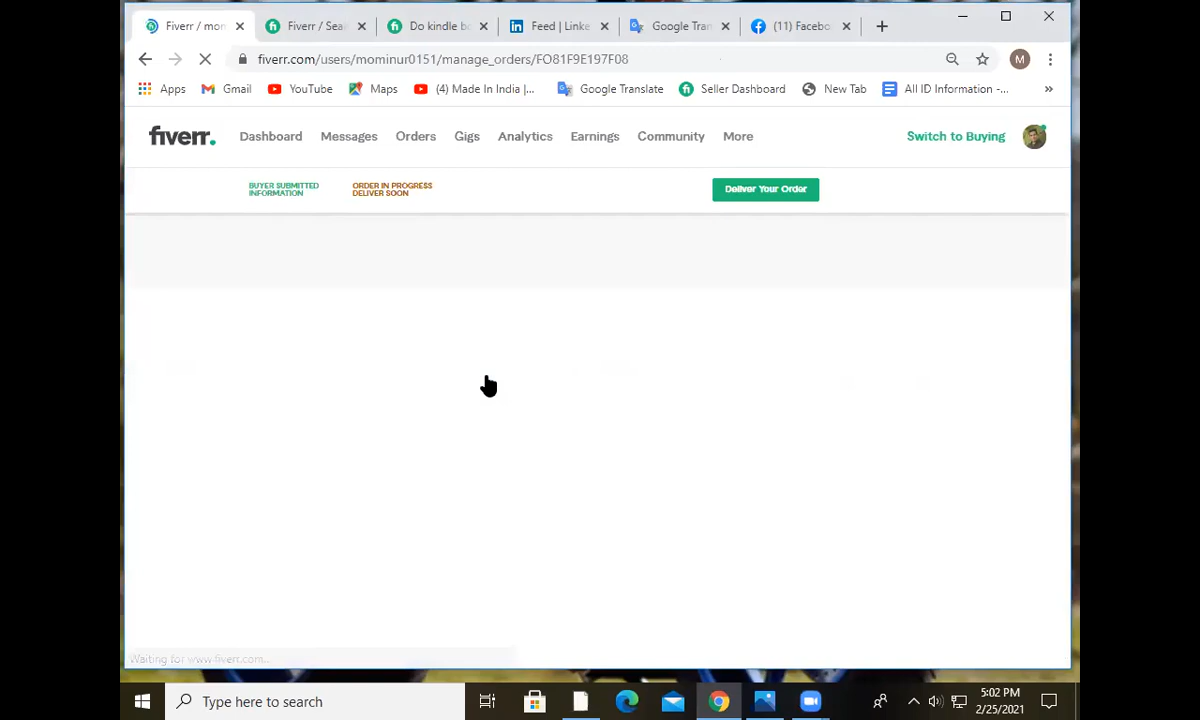 Fiverr / mon
Fiverr / Sea
Do kindle bo
Feed | Linke
Google Tran
(11) Facebo
fiverr.com/users/mominur0151/manage_orders/FO81F9E197F08
M
Apps
Gmail
YouTube
Maps
(4) Made In India |...
Google Translate
Seller Dashboard
New Tab
All ID Information -...
fiverr.
Dashboard
Messages
Orders
Gigs
Analytics
Earnings
Community
More
Switch to Buying
BUYER SUBMITTED
INFORMATION
ORDER IN PROGRESS
DELIVER SOON
Deliver Your Order
Waiting for www.fiverr.com...
Type here to search
5:02 PM
2/25/2021